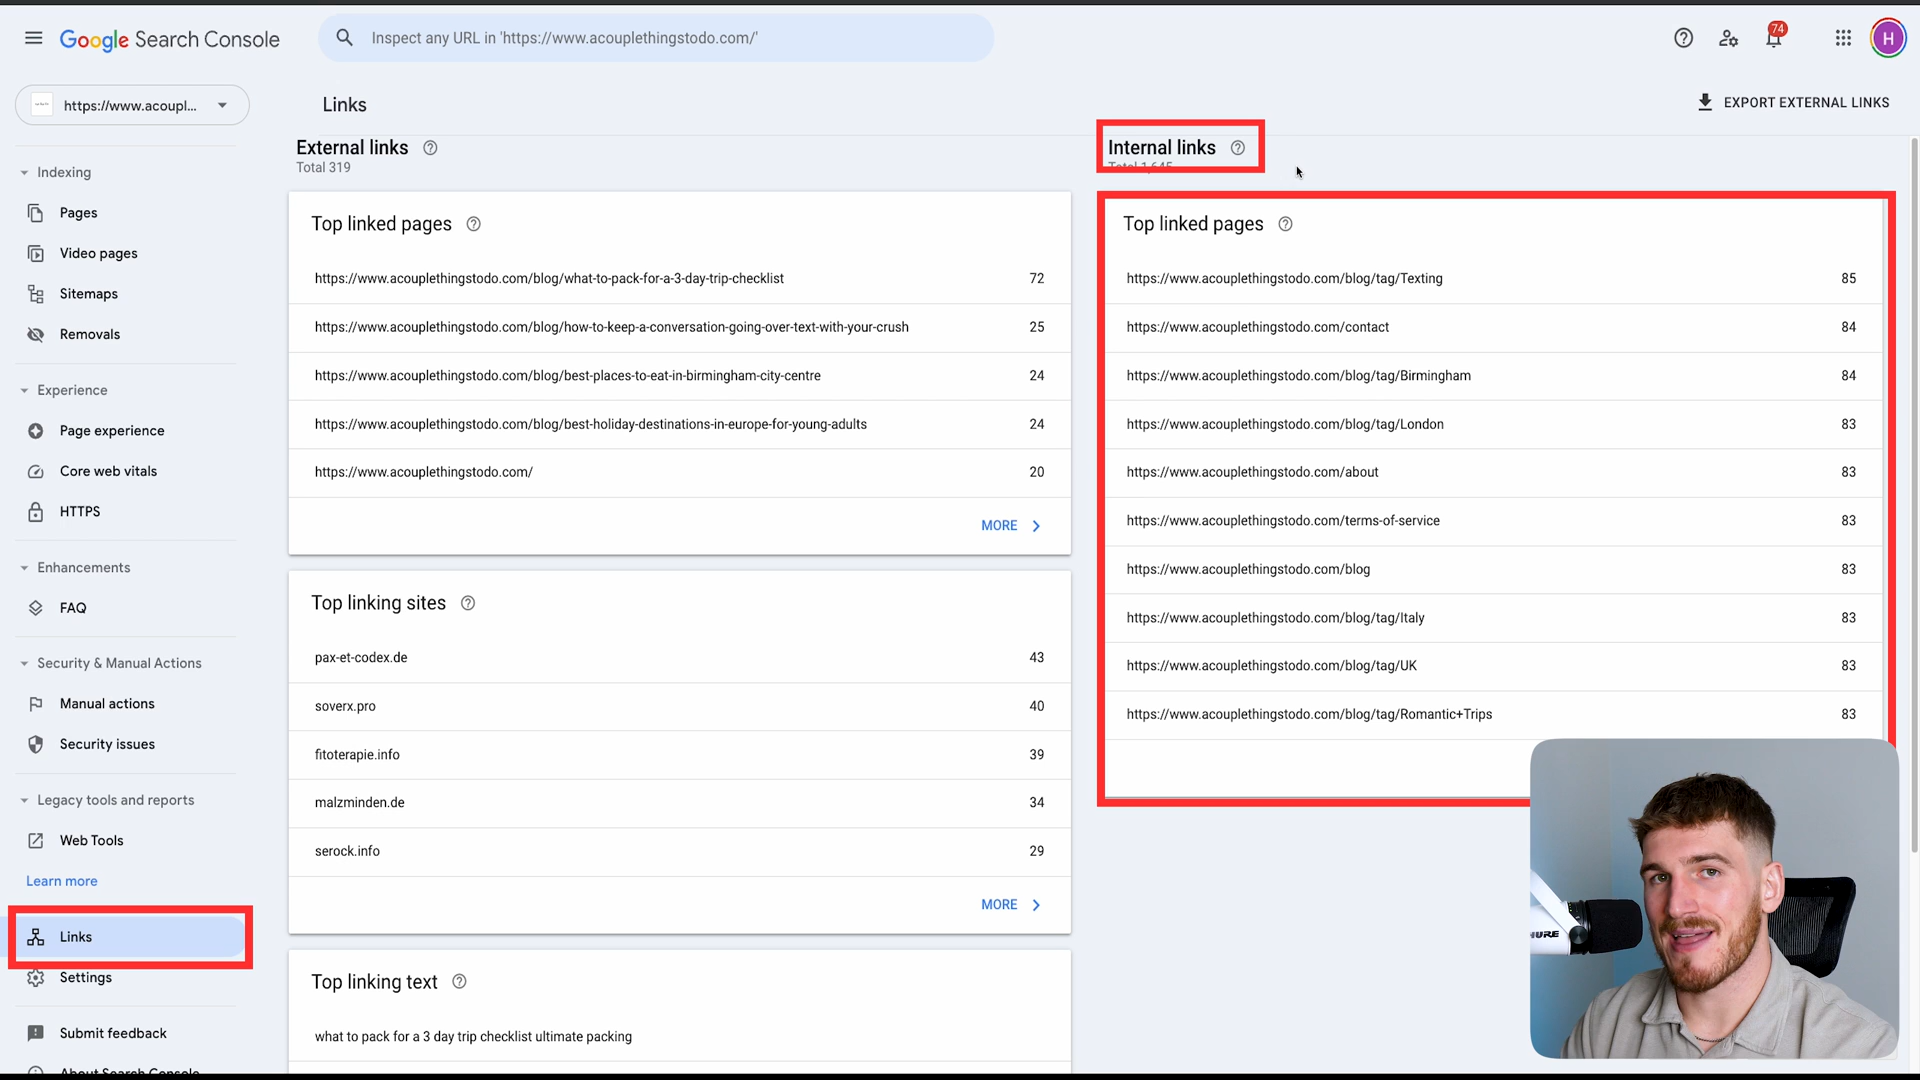 Google Search Console
Inspect any URL in 'https://www.acouplethingstodo.com/'
74
H
https://www.acoupl...
Links
EXPORT EXTERNAL LINKS
Indexing
Pages
Video pages
Sitemaps
Removals
Experience
Page experience
Core web vitals
HTTPS
Enhancements
FAQ
Security & Manual Actions
Manual actions
Security issues
Legacy tools and reports
Web Tools
Learn more
Links
Settings
Submit feedback
About Search Console
External links
Total 319
Top linked pages
https://www.acouplethingstodo.com/blog/what-to-pack-for-a-3-day-trip-checklist 72
https://www.acouplethingstodo.com/blog/how-to-keep-a-conversation-going-over-text-with-your-crush 25
https://www.acouplethingstodo.com/blog/best-places-to-eat-in-birmingham-city-centre 24
https://www.acouplethingstodo.com/blog/best-holiday-destinations-in-europe-for-young-adults 24
https://www.acouplethingstodo.com/ 20
MORE
Top linking sites
pax-et-codex.de 43
soverx.pro 40
fitoterapie.info 39
malzminden.de 34
serock.info 29
MORE
Top linking text
what to pack for a 3 day trip checklist ultimate packing
Internal links
Total 1,645
Top linked pages
https://www.acouplethingstodo.com/blog/tag/Texting 85
https://www.acouplethingstodo.com/contact 84
https://www.acouplethingstodo.com/blog/tag/Birmingham 84
https://www.acouplethingstodo.com/blog/tag/London 83
https://www.acouplethingstodo.com/about 83
https://www.acouplethingstodo.com/terms-of-service 83
https://www.acouplethingstodo.com/blog 83
https://www.acouplethingstodo.com/blog/tag/Italy 83
https://www.acouplethingstodo.com/blog/tag/UK 83
https://www.acouplethingstodo.com/blog/tag/Romantic+Trips 83